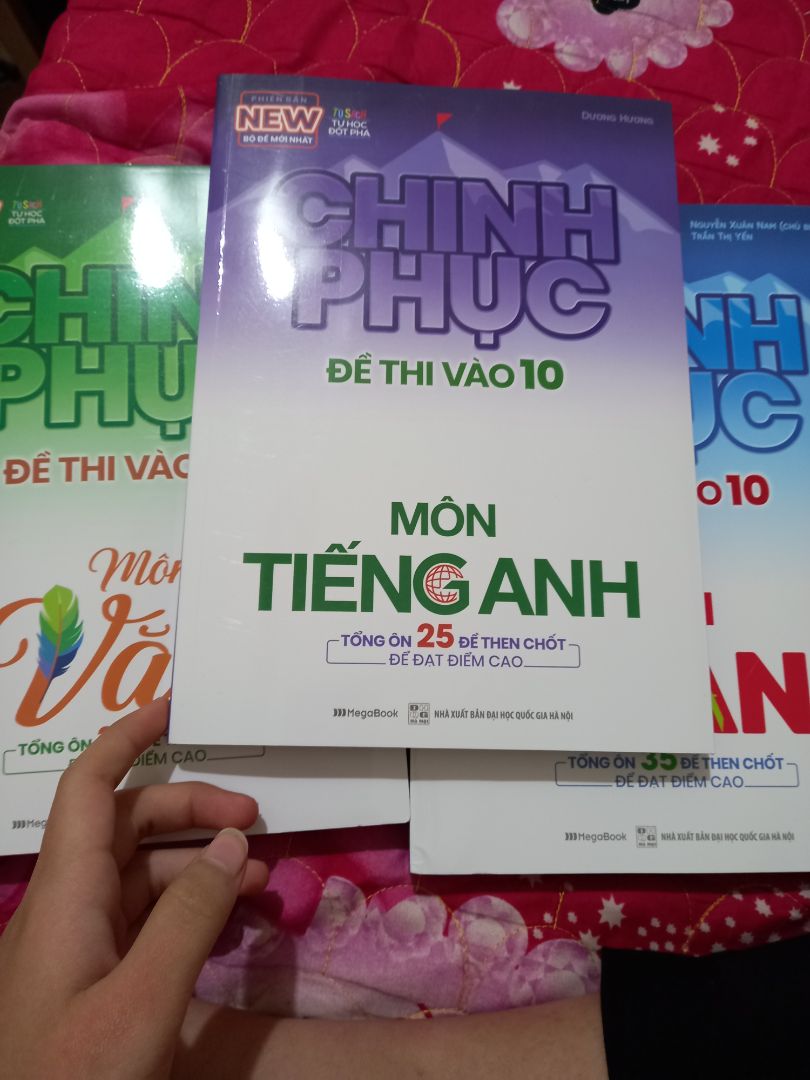 PHIÊN BẢN
NEW
BỘ ĐỀ MỚI NHẤT
TỦ SÁCH
TỰ HỌC
ĐỘT PHÁ
DƯƠNG HƯƠNG
CHINH
PHỤC
ĐỀ THI VÀO 10
MÔN
TIẾNG ANH
TỔNG ÔN 25 ĐỀ THEN CHỐT
ĐỂ ĐẠT ĐIỂM CAO
MegaBook
NHÀ XUẤT BẢN ĐẠI HỌC QUỐC GIA HÀ NỘI
TỦ SÁCH
TỰ HỌC
ĐỘT PHÁ
CHIN
PHỤ
ĐỀ THI VÀO
Môn
Vă
TỔNG ÔN
ĐIỂM CAO
Meg
NGUYỄN XUÂN NAM (CHỦ B
TRẦN THỊ YẾN
NH
ỤC
O 10
ÁN
TỔNG ÔN 35 ĐỀ THEN CHỐT
ĐỂ ĐẠT ĐIỂM CAO
MegaBook
NHÀ XUẤT BẢN ĐẠI HỌC QUỐC GIA HÀ NỘI